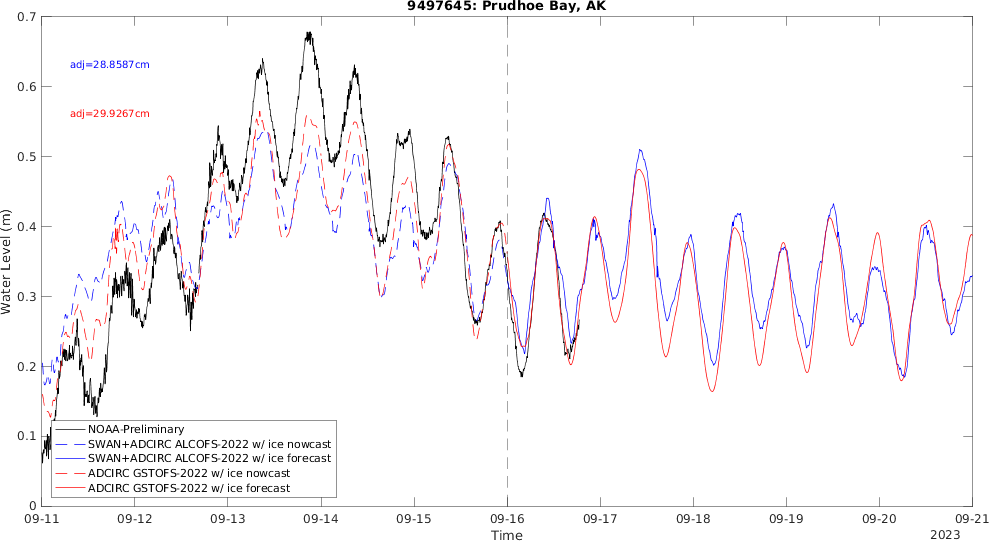 9497645: Prudhoe Bay, AK
0.7
0.6
0.5
0.4
0.3
0.2
0.1
0
Water Level (m)
adj=28.8587cm
adj=29.9267cm
NOAA-Preliminary
SWAN+ADCIRC ALCOFS-2022 w/ ice nowcast
SWAN+ADCIRC ALCOFS-2022 w/ ice forecast
ADCIRC GSTOFS-2022 w/ ice nowcast
ADCIRC GSTOFS-2022 w/ ice forecast
09-11 09-12 09-13 09-14 09-15 09-16 09-17 09-18 09-19 09-20 09-21
Time
2023